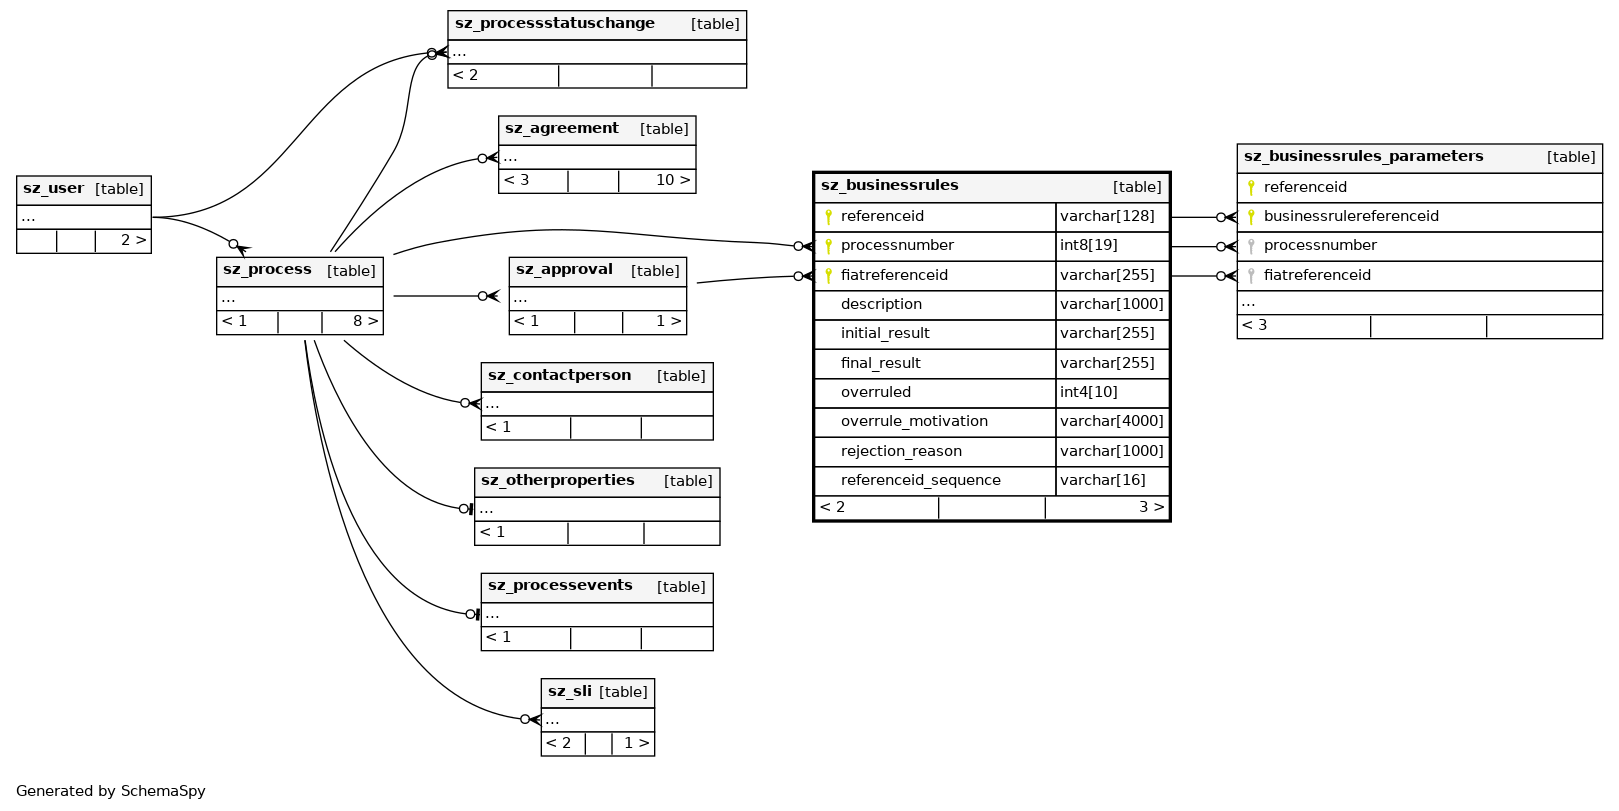 sz_processstatuschange [table]
...
< 2
sz_agreement [table]
...
< 3 10 >
sz_user [table]
...
2 >
sz_process [table]
...
< 1 8 >
sz_approval [table]
...
< 1 1 >
sz_contactperson [table]
...
< 1
sz_otherproperties [table]
...
< 1
sz_processevents [table]
...
< 1
sz_sli [table]
...
< 2 1 >
sz_businessrules [table]
referenceid varchar[128]
processnumber int8[19]
fiatreferenceid varchar[255]
description varchar[1000]
initial_result varchar[255]
final_result varchar[255]
overruled int4[10]
overrule_motivation varchar[4000]
rejection_reason varchar[1000]
referenceid_sequence varchar[16]
< 2 3 >
sz_businessrules_parameters [table]
referenceid
businessrulereferenceid
processnumber
fiatreferenceid
...
< 3
Generated by SchemaSpy